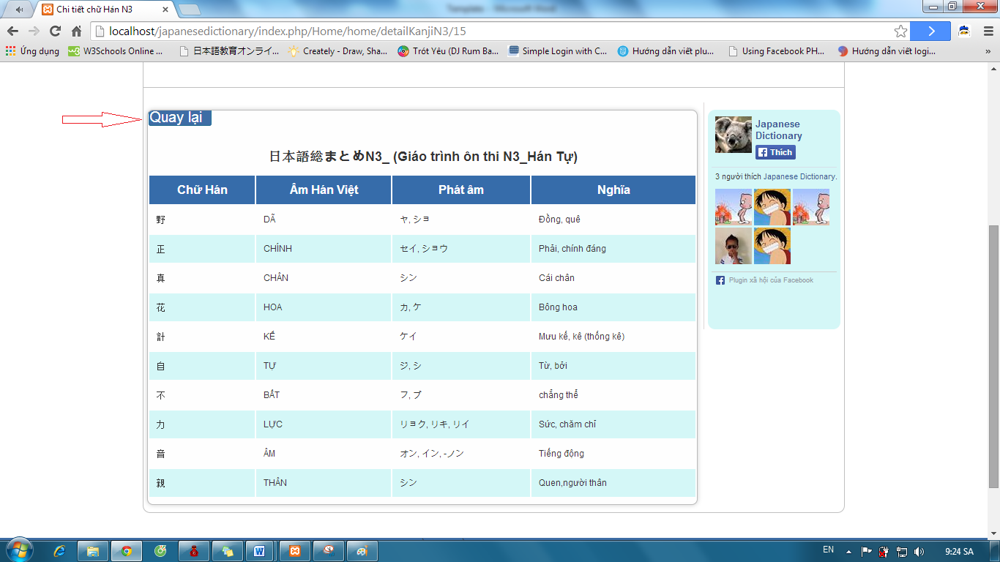 Chi tiết chữ Hán N3
localhost/japanesedictionary/index.php/Home/home/detailKanjiN3/15
Ứng dụng W3Schools Online ... 日本語教育オンライ... Creately - Draw, Sha... Trót Yêu (DJ Rum Ba... Simple Login with C... Hướng dẫn viết plu... Using Facebook PH... Hướng dẫn viết logi... »
Quay lại
日本語総まとめN3_ (Giáo trình ôn thi N3_Hán Tự)
Chữ Hán Âm Hán Việt Phát âm Nghĩa
野 DÃ ヤ, ショ Đồng, quê
正 CHÍNH セイ, ショウ Phải, chính đáng
真 CHÂN シン Cái chân
花 HOA カ, ケ Bông hoa
計 KẾ ケイ Mưu kế, kê (thống kê)
自 TỰ ジ, シ Từ, bởi
不 BẤT フ, ブ chẳng thể
力 LỰC リョク, リキ, リイ Sức, chăm chỉ
音 ÂM オン, イン, -ノン Tiếng động
親 THÂN シン Quen,người thân
Japanese
Dictionary
Thích
3 người thích Japanese Dictionary.
Plugin xã hội của Facebook
EN 9:24 SA